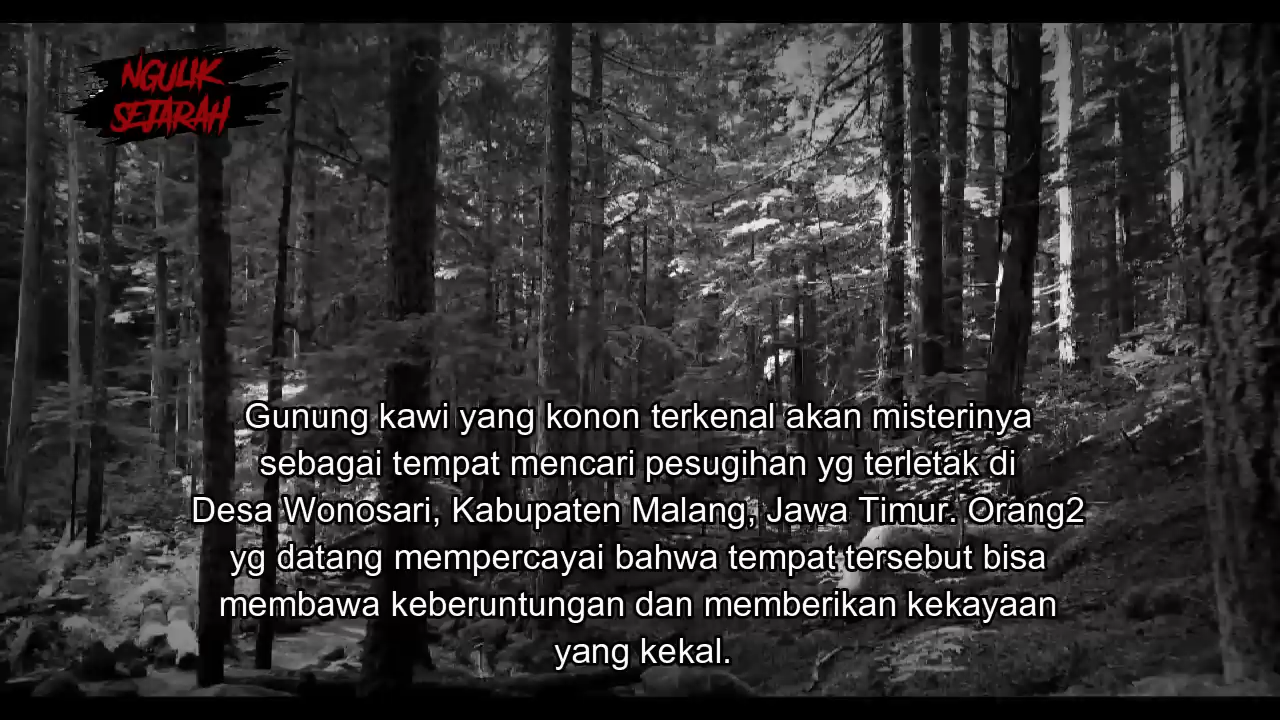 NGULIK
SEJARAH
Gunung kawi yang konon terkenal akan misterinya
sebagai tempat mencari pesugihan yg terletak di
Desa Wonosari, Kabupaten Malang, Jawa Timur. Orang2
yg datang mempercayai bahwa tempat tersebut bisa
membawa keberuntungan dan memberikan kekayaan
yang kekal.